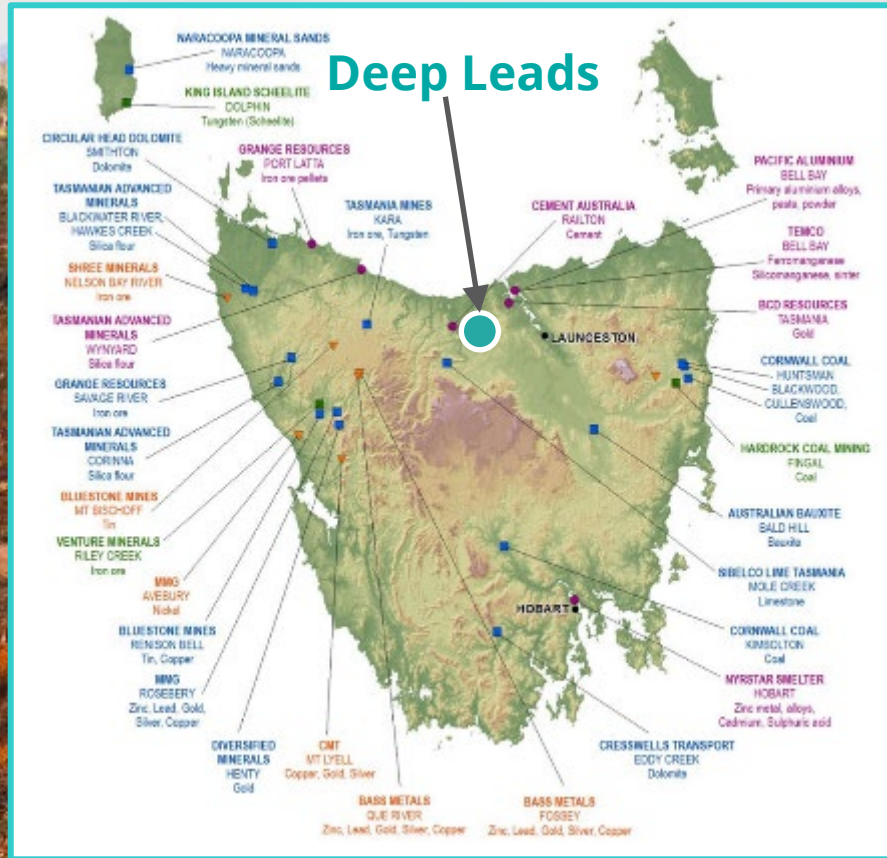 Deep Leads
NARACOOPA MINERAL SANDS
NARACOOPA
Heavy mineral sands
KING ISLAND SCHEELITE
DOLPHIN
Tungsten (Scheelite)
CIRCULAR HEAD DOLOMITE
SMITHTON
Dolomite
GRANGE RESOURCES
PORT LATTA
Iron ore pellets
TASMANIAN ADVANCED
MINERALS
BLACKWATER RIVER,
HAWKES CREEK
Silica flour
TASMANIA MINES
KARA
Iron ore, Tungsten
CEMENT AUSTRALIA
RAILTON
Cement
PACIFIC ALUMINIUM
BELL BAY
Primary aluminium alloys,
paste, powder
TEMCO
BELL BAY
Ferromanganese
Silicomanganese, sinter
SHREE MINERALS
NELSON BAY RIVER
Iron ore
BCD RESOURCES
TASMANIA
Gold
TASMANIAN ADVANCED
MINERALS
WYNYARD
Silica flour
LAUNCESTON
CORNWALL COAL
HUNTSMAN
BLACKWOOD,
CULLENSWOOD,
Coal
GRANGE RESOURCES
SAVAGE RIVER
Iron ore
TASMANIAN ADVANCED
MINERALS
CORINNA
Silica flour
HARDROCK COAL MINING
FINGAL
Coal
BLUESTONE MINES
MT BISCHOFF
Tin
AUSTRALIAN BAUXITE
BALD HILL
Bauxite
VENTURE MINERALS
RILEY CREEK
Iron ore
SIBELCO LIME TASMANIA
MOLE CREEK
Limestone
MMG
AVEBURY
Nickel
HOBART
BLUESTONE MINES
RENISON BELL
Tin, Copper
CORNWALL COAL
KIMBOLTON
Coal
MMG
ROSEBERY
Zinc, Lead, Gold,
Silver, Copper
NYRSTAR SMELTER
HOBART
Zinc metal, alloys,
Cadmium, Sulphuric acid
DIVERSIFIED
MINERALS
HENTY
Gold
CMT
MT LYELL
Copper, Gold, Silver
CRESSWELLS TRANSPORT
EDDY CREEK
Dolomite
BASS METALS
QUE RIVER
Zinc, Lead, Gold, Silver, Copper
BASS METALS
FOSSEY
Zinc, Lead, Gold, Silver, Copper